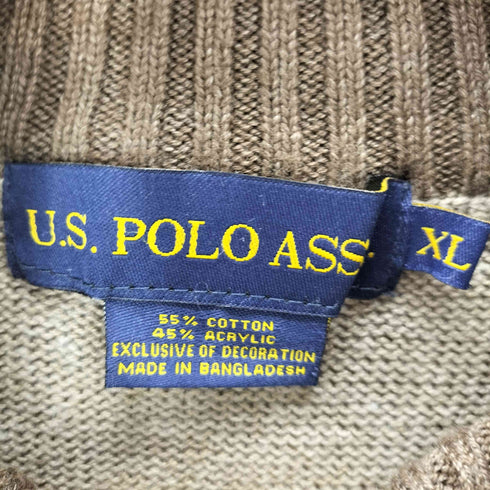 U.S. POLO ASS
XL
55% COTTON
45% ACRYLIC
EXCLUSIVE OF DECORATION
MADE IN BANGLADESH